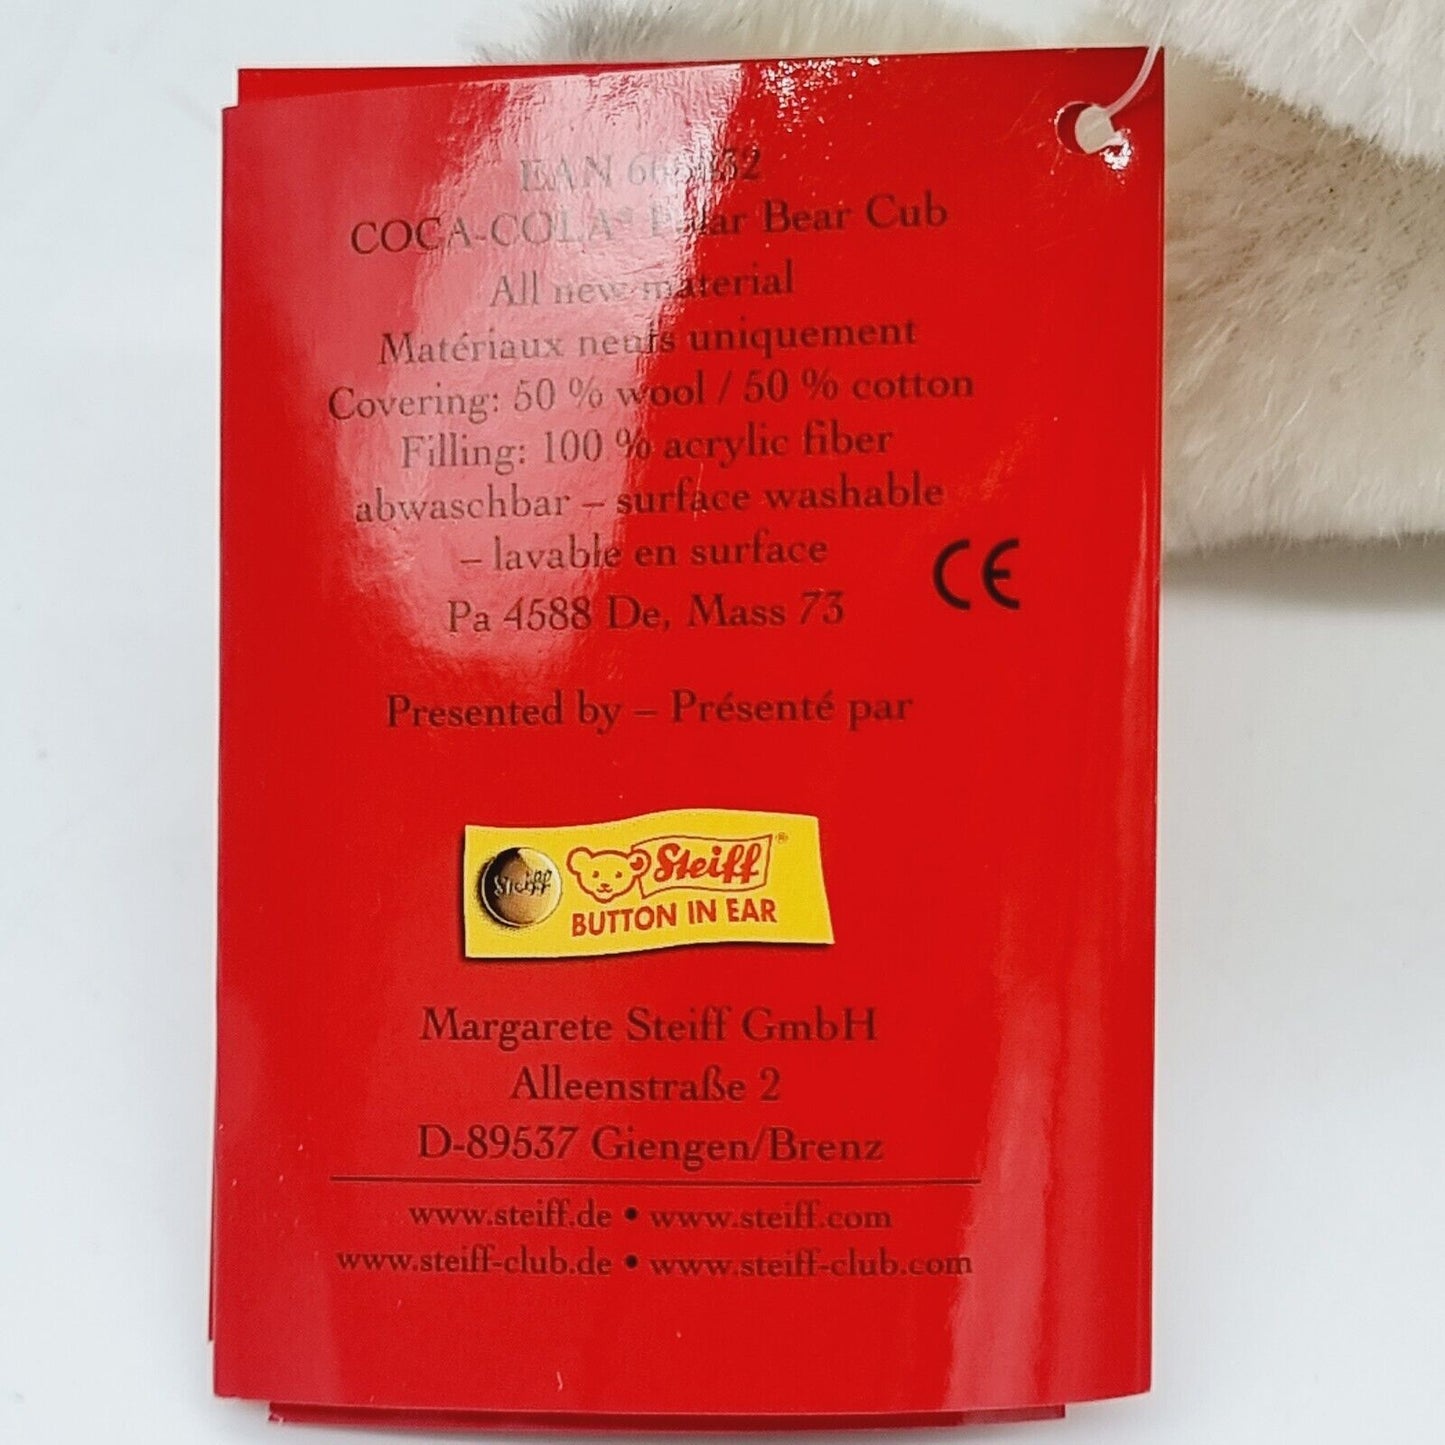 EAN
COCA-COLA® Polar Bear Cub
All new material
Matériaux neufs uniquement
Covering: 50 % wool / 50 % cotton
Filling: 100 % acrylic fiber
abwaschbar – surface washable
– lavable en surface
CE
Pa 4588 De, Mass 73
Presented by – Présenté par
Steiff
Steiff®
BUTTON IN EAR
Margarete Steiff GmbH
Alleenstraße 2
D-89537 Giengen/Brenz
www.steiff.de • www.steiff.com
www.steiff-club.de • www.steiff-club.com